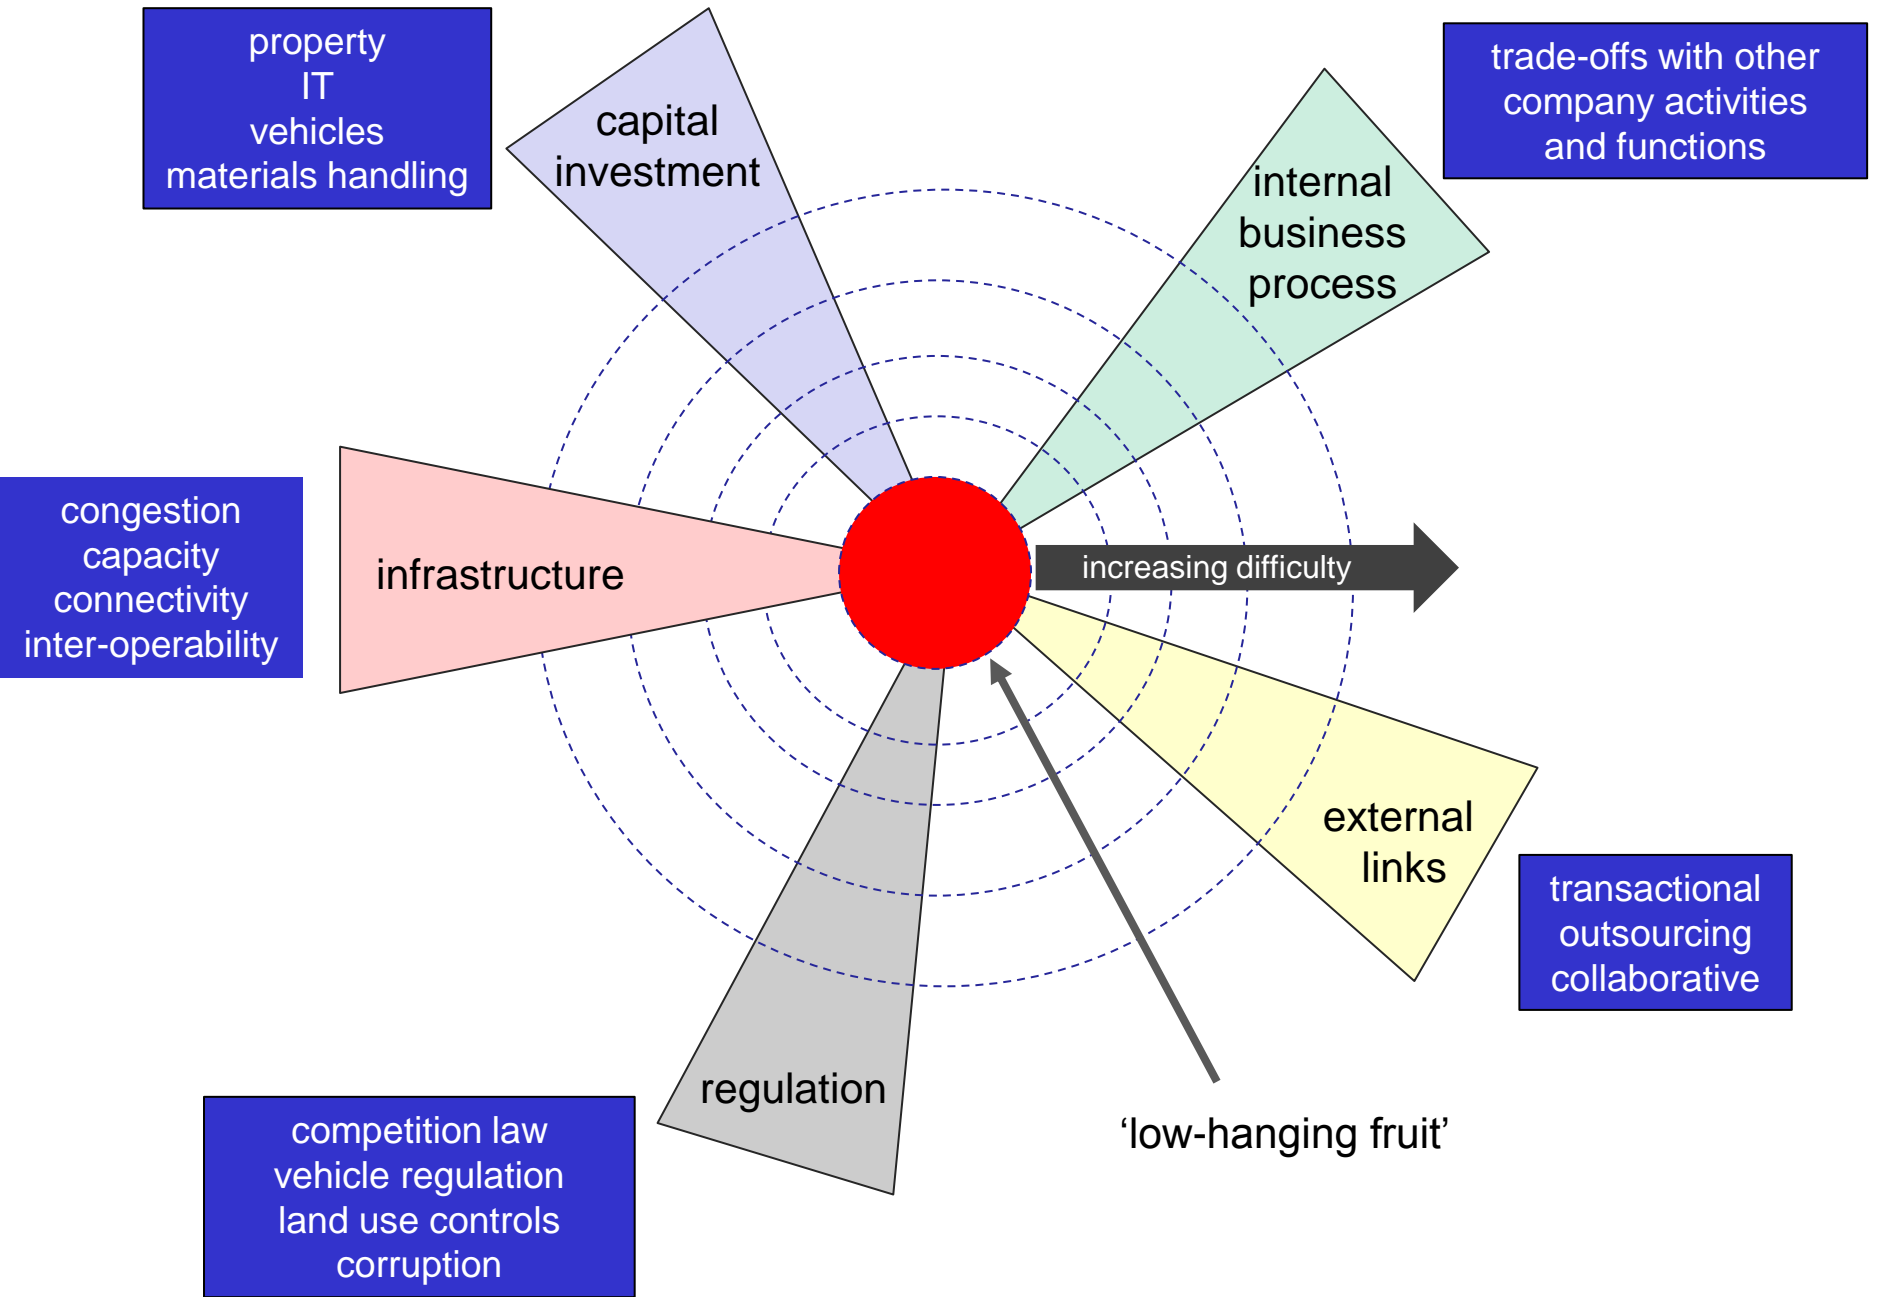 property
IT
vehicles
materials handling
capital
investment
trade-offs with other
company activities
and functions
internal
business
process
congestion
capacity
connectivity
inter-operability
infrastructure
increasing difficulty
external
links
transactional
outsourcing
collaborative
regulation
competition law
vehicle regulation
land use controls
corruption
‘low-hanging fruit’